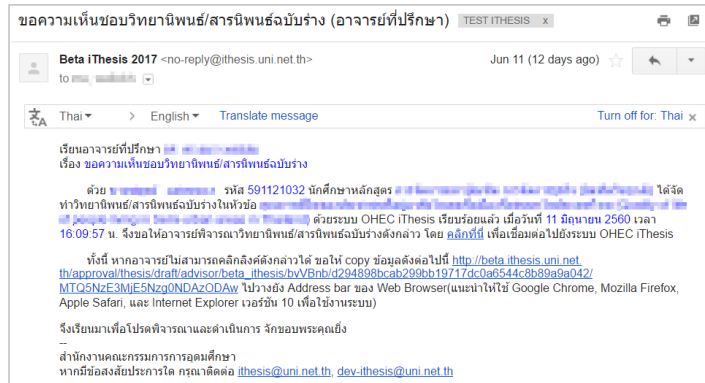 ขอความเห็นชอบวิทยานิพนธ์/สารนิพนธ์ฉบับร่าง (อาจารย์ที่ปรึกษา) TEST ITHESIS x
Beta iThesis 2017 <no-reply@ithesis.uni.net.th> Jun 11 (12 days ago)
to
Thai > English Translate message Turn off for: Thai x
เรียนอาจารย์ที่ปรึกษา
เรื่อง ขอความเห็นชอบวิทยานิพนธ์/สารนิพนธ์ฉบับร่าง
ด้วย รหัส 591121032 นักศึกษาหลักสูตร ได้จัด
ทำวิทยานิพนธ์/สารนิพนธ์ฉบับร่างในหัวข้อ
ด้วยระบบ OHEC iThesis เรียบร้อยแล้ว เมื่อวันที่ 11 มิถุนายน 2560 เวลา
16:09:57 น. จึงขอให้อาจารย์พิจารณาวิทยานิพนธ์/สารนิพนธ์ฉบับร่างดังกล่าว โดย คลิกที่นี่ เพื่อเชื่อมต่อไปยังระบบ OHEC iThesis
ทั้งนี้ หากอาจารย์ไม่สามารถคลิกลิงค์ดังกล่าวได้ ขอให้ copy ข้อมูลดังต่อไปนี้ http://beta.ithesis.uni.net.
th/approval/thesis/draft/advisor/beta_ithesis/bvVBnb/d294898bcab299bb19717dc0a6544c8b89a9a042/
MTQ5NzE3MjE5Nzg0NDAzODAw ไปวางยัง Address bar ของ Web Browser(แนะนำให้ใช้ Google Chrome, Mozilla Firefox,
Apple Safari, และ Internet Explorer เวอร์ชัน 10 เพื่อใช้งานระบบ)
จึงเรียนมาเพื่อโปรดพิจารณาและดำเนินการ จักขอบพระคุณยิ่ง
--
สำนักงานคณะกรรมการการอุดมศึกษา
หากมีข้อสงสัยประการใด กรุณาติดต่อ ithesis@uni.net.th, dev-ithesis@uni.net.th